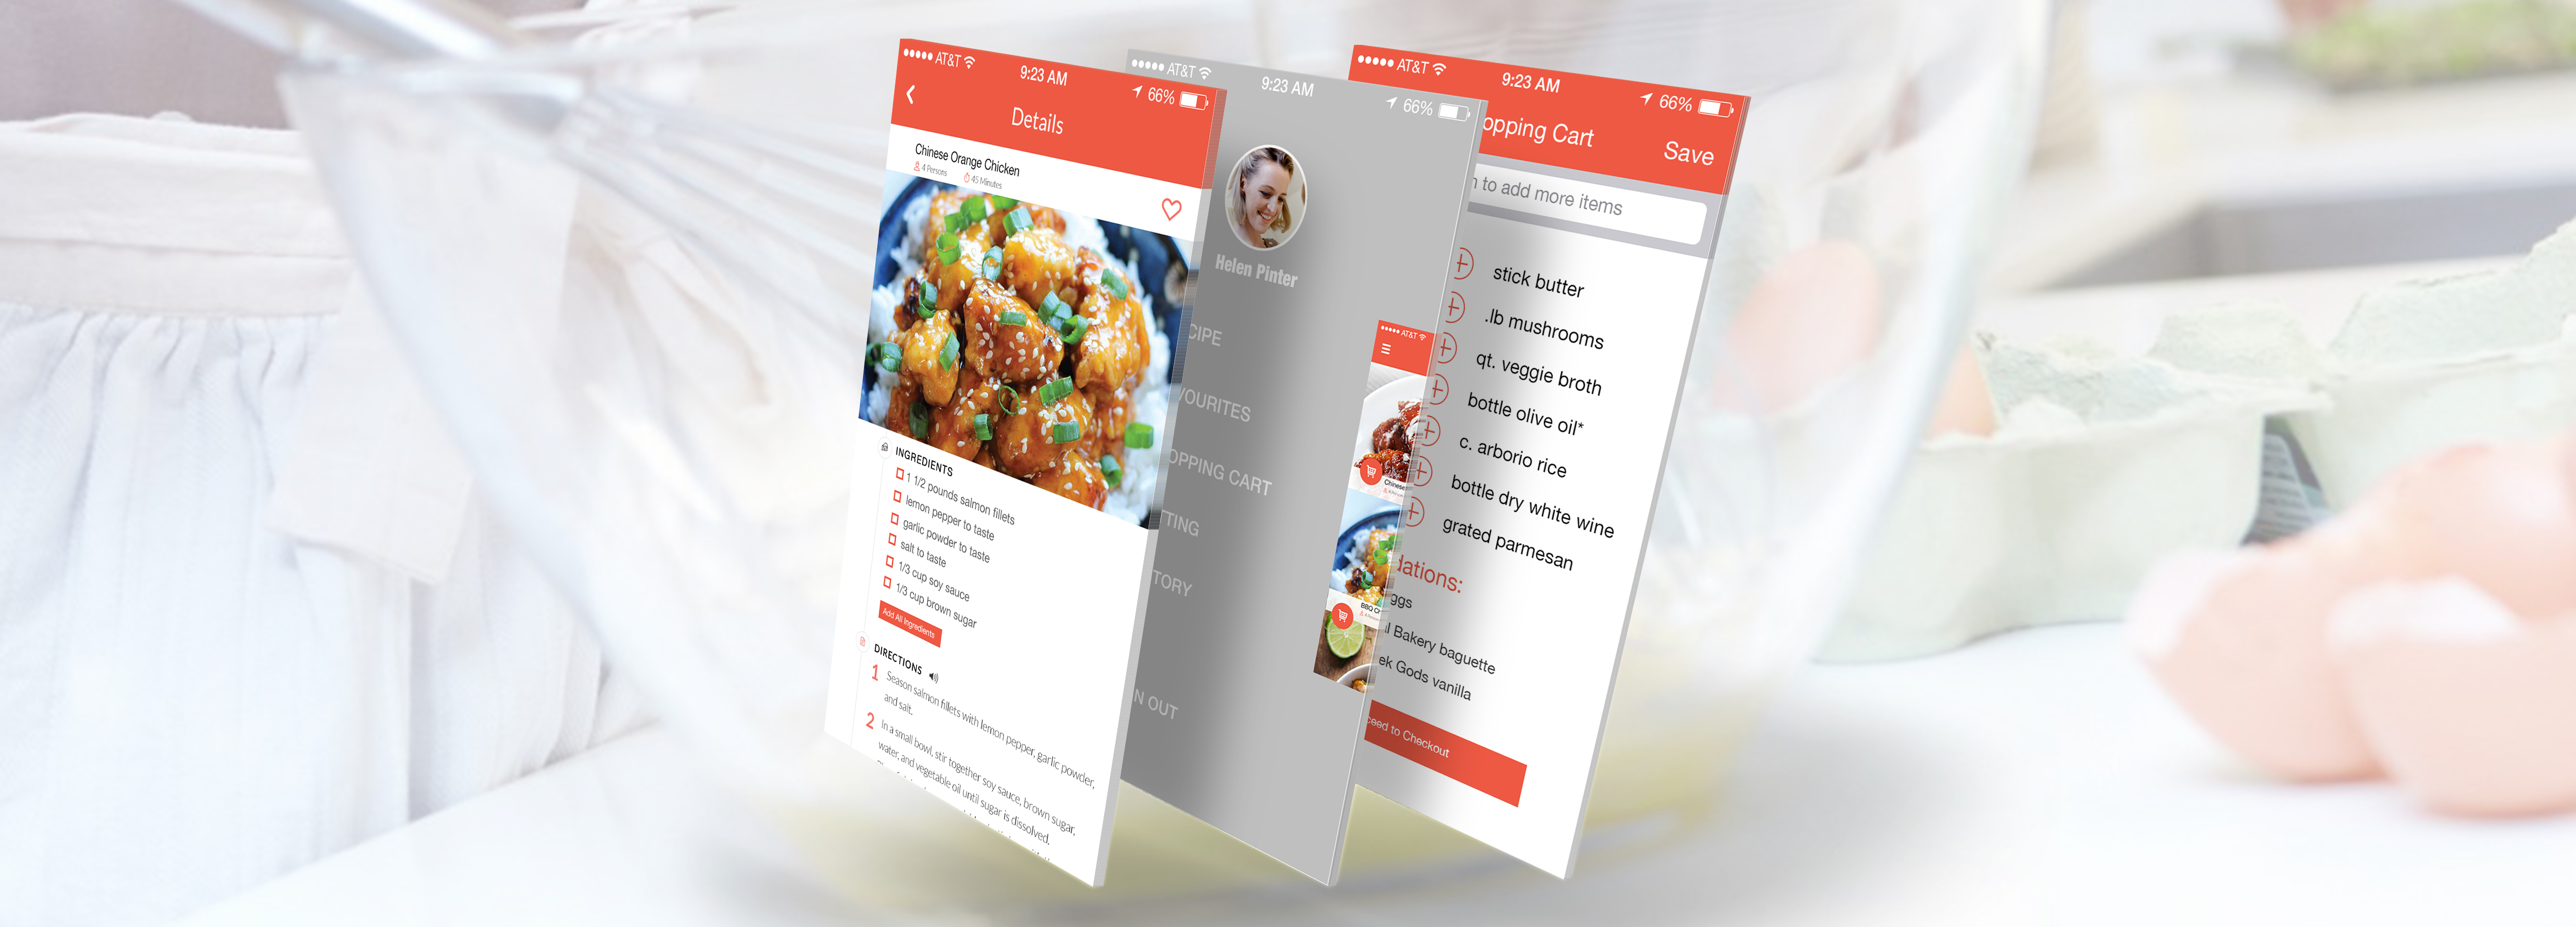 AT&T
9:23 AM
66%
Details
Chinese Orange Chicken
4 Persons 45 Minutes
INGREDIENTS
1 1/2 pounds salmon fillets
lemon pepper to taste
garlic powder to taste
salt to taste
1/3 cup soy sauce
1/3 cup brown sugar
Add All Ingredients
DIRECTIONS
1 Season salmon fillets with lemon pepper, garlic powder,
and salt.
2 In a small bowl, stir together soy sauce, brown sugar,
water, and vegetable oil until sugar is dissolved.
AT&T
9:23 AM
66%
Helen Pinter
CIPE
VOURITES
OPPING CART
TING
TORY
N OUT
AT&T
Chinese
BBQ
AT&T
9:23 AM
66%
opping Cart
Save
to add more items
stick butter
.lb mushrooms
qt. veggie broth
bottle olive oil*
c. arborio rice
bottle dry white wine
grated parmesan
dations:
ggs
l Bakery baguette
ek Gods vanilla
ceed to Checkout